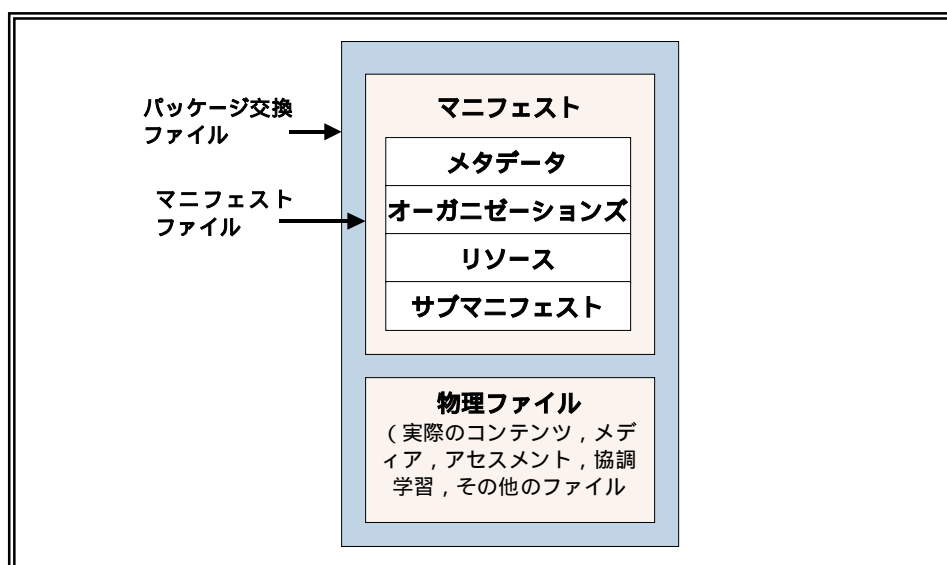 パッケージ交換
ファイル
マニフェスト
ファイル
マニフェスト
メタデータ
オーガニゼーションズ
リソース
サブマニフェスト
物理ファイル
（実際のコンテンツ，メデ
ィア，アセスメント，協調
学習，その他のファイル